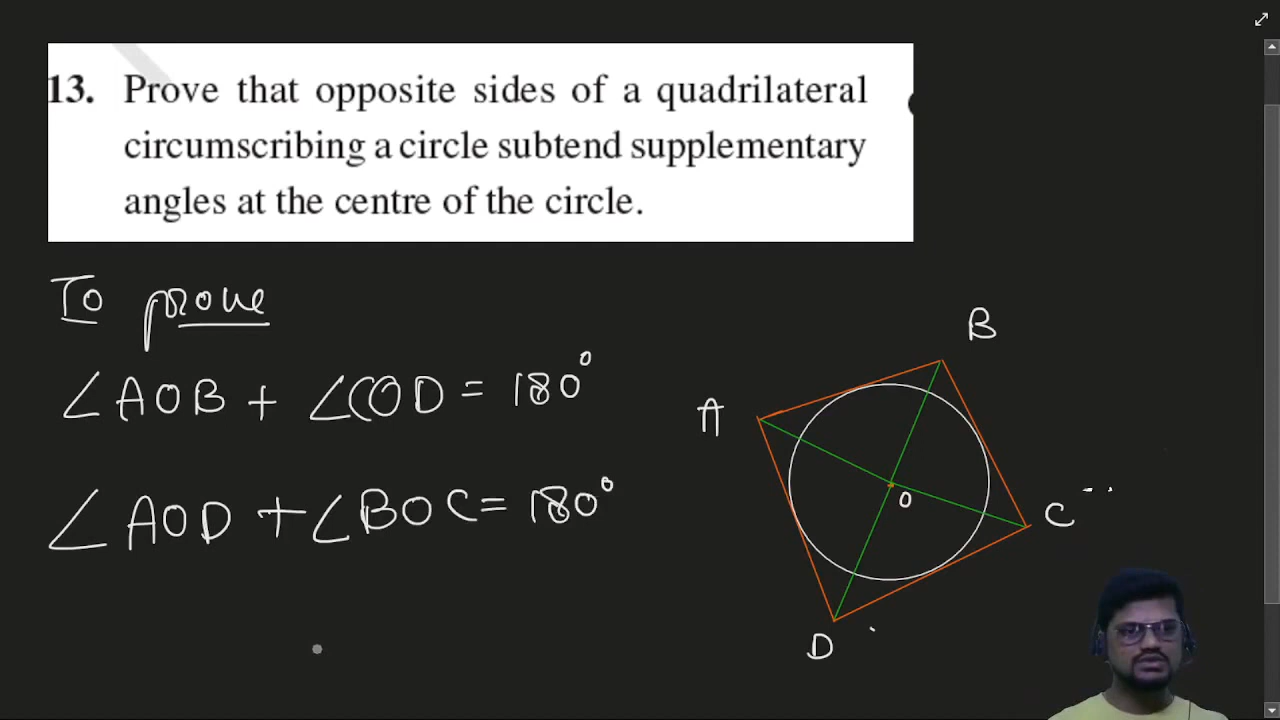 13. Prove that opposite sides of a quadrilateral
circumscribing a circle subtend supplementary
angles at the centre of the circle.
To prove
∠AOB + ∠COD = 180°
∠AOD + ∠BOC = 180°
B
A
O
C
D